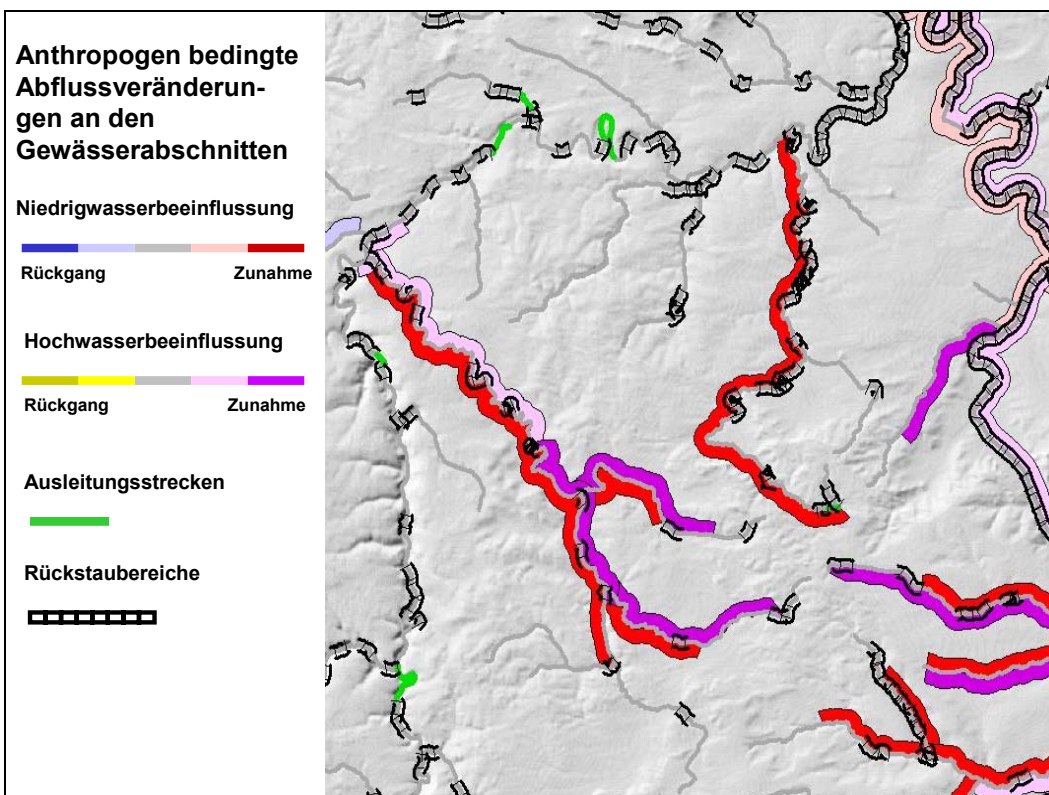 Anthropogen bedingte
Abflussveränderun-
gen an den
Gewässerabschnitten
Niedrigwasserbeeinflussung
Rückgang Zunahme
Hochwasserbeeinflussung
Rückgang Zunahme
Ausleitungsstrecken
Rückstaubereiche